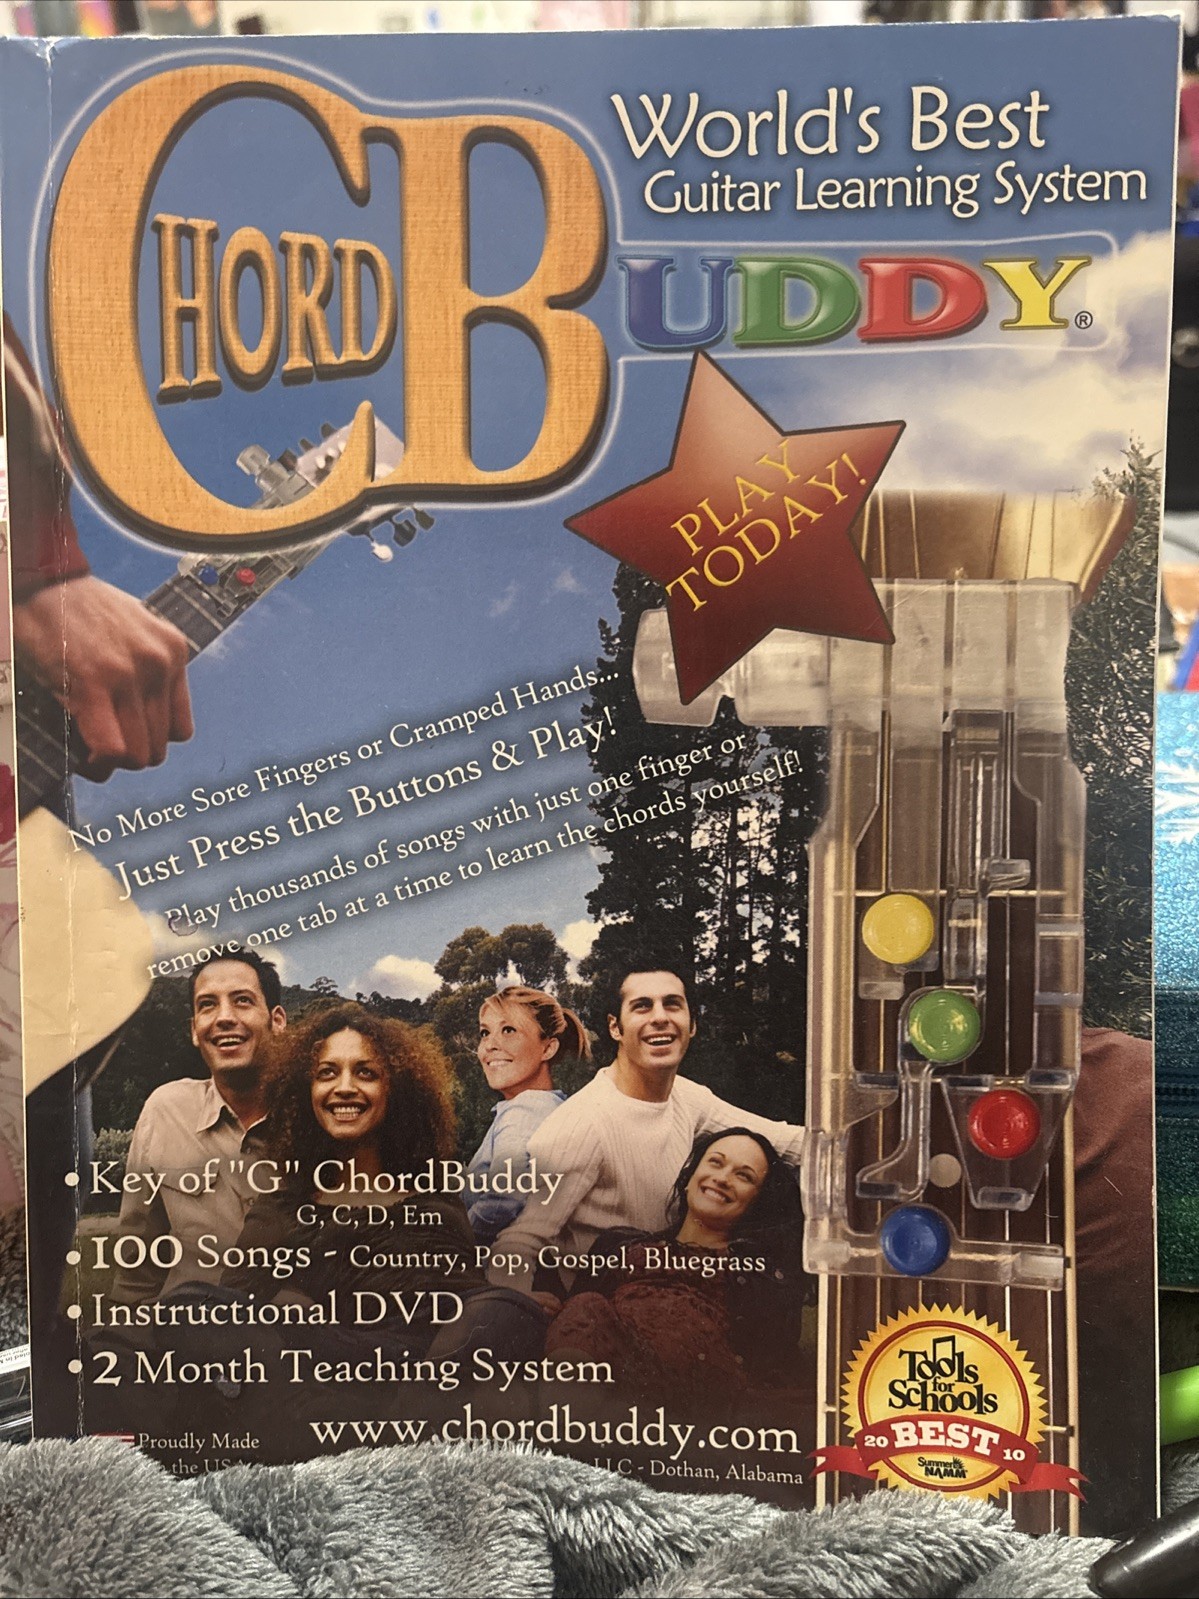 World's Best
Guitar Learning System
CHORD BUDDY®
PLAY
TODAY!
No More Sore Fingers or Cramped Hands...
Just Press the Buttons & Play!
Play thousands of songs with just one finger or
remove one tab at a time to learn the chords yourself!
• Key of "G" ChordBuddy
G, C, D, Em
• 100 Songs - Country, Pop, Gospel, Bluegrass
• Instructional DVD
• 2 Month Teaching System
www.chordbuddy.com
Proudly Made
the USA
LLC - Dothan, Alabama
Tools
for
Schools
20 BEST 10
Summer
NAMM